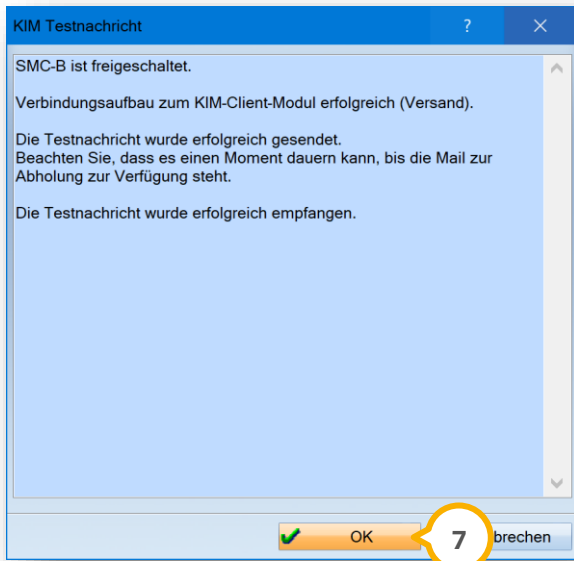 KIM Testnachricht
?
SMC-B ist freigeschaltet.
Verbindungsaufbau zum KIM-Client-Modul erfolgreich (Versand).
Die Testnachricht wurde erfolgreich gesendet.
Beachten Sie, dass es einen Moment dauern kann, bis die Mail zur
Abholung zur Verfügung steht.
Die Testnachricht wurde erfolgreich empfangen.
OK 7 brechen